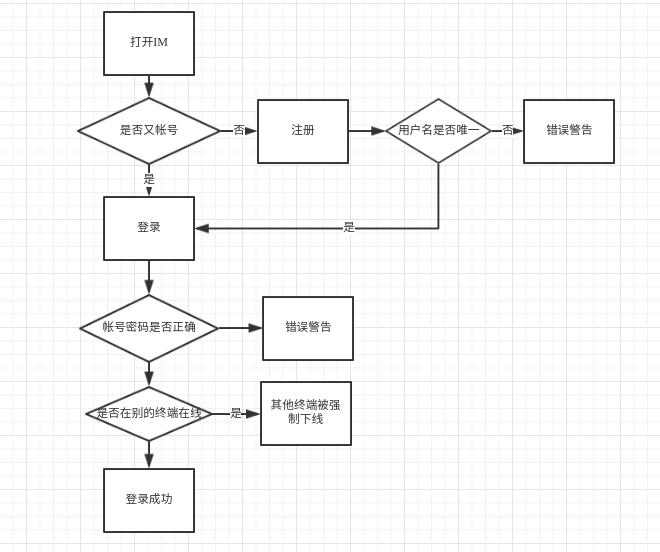 打开IM
是否又帐号
否
注册
用户名是否唯一
否
错误警告
是
登录
是
帐号密码是否正确
错误警告
是否在别的终端在线
是
其他终端被强
制下线
登录成功